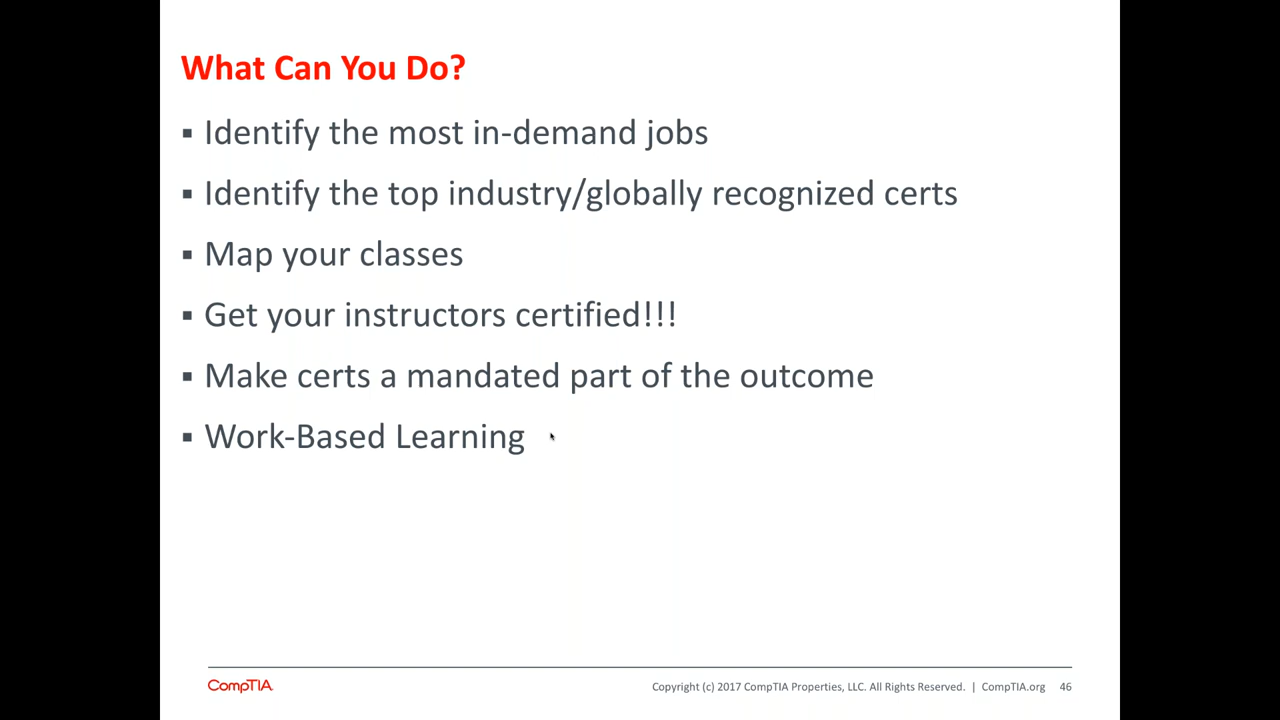 What Can You Do?
▪ Identify the most in-demand jobs
▪ Identify the top industry/globally recognized certs
▪ Map your classes
▪ Get your instructors certified!!!
▪ Make certs a mandated part of the outcome
▪ Work-Based Learning
CompTIA Copyright (c) 2017 CompTIA Properties, LLC. All Rights Reserved. | CompTIA.org 46